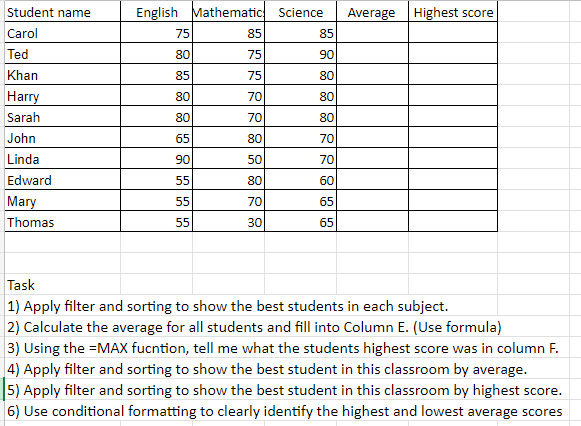 Student name English Mathematic Science Average Highest score
Carol 75 85 85
Ted 80 75 90
Khan 85 75 80
Harry 80 70 80
Sarah 80 70 80
John 65 80 70
Linda 90 50 70
Edward 55 80 60
Mary 55 70 65
Thomas 55 30 65
Task
1) Apply filter and sorting to show the best students in each subject.
2) Calculate the average for all students and fill into Column E. (Use formula)
3) Using the =MAX fucntion, tell me what the students highest score was in column F.
4) Apply filter and sorting to show the best student in this classroom by average.
5) Apply filter and sorting to show the best student in this classroom by highest score.
6) Use conditional formatting to clearly identify the highest and lowest average scores